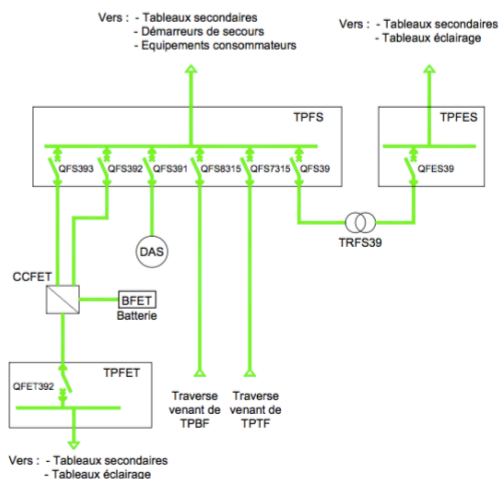 Vers : - Tableaux secondaires
- Démarreurs de secours
- Equipements consommateurs
Vers : - Tableaux secondaires
- Tableaux éclairage
TPFS
TPFES
QFS393
QFS392
QFS391
QFS8315
QFS7315
QFS39
QFES39
DAS
TRFS39
CCFET
BFET
Batterie
TPFET
QFET392
Traverse
venant de
TPBF
Traverse
venant de
TPTF
Vers : - Tableaux secondaires
- Tableaux éclairage